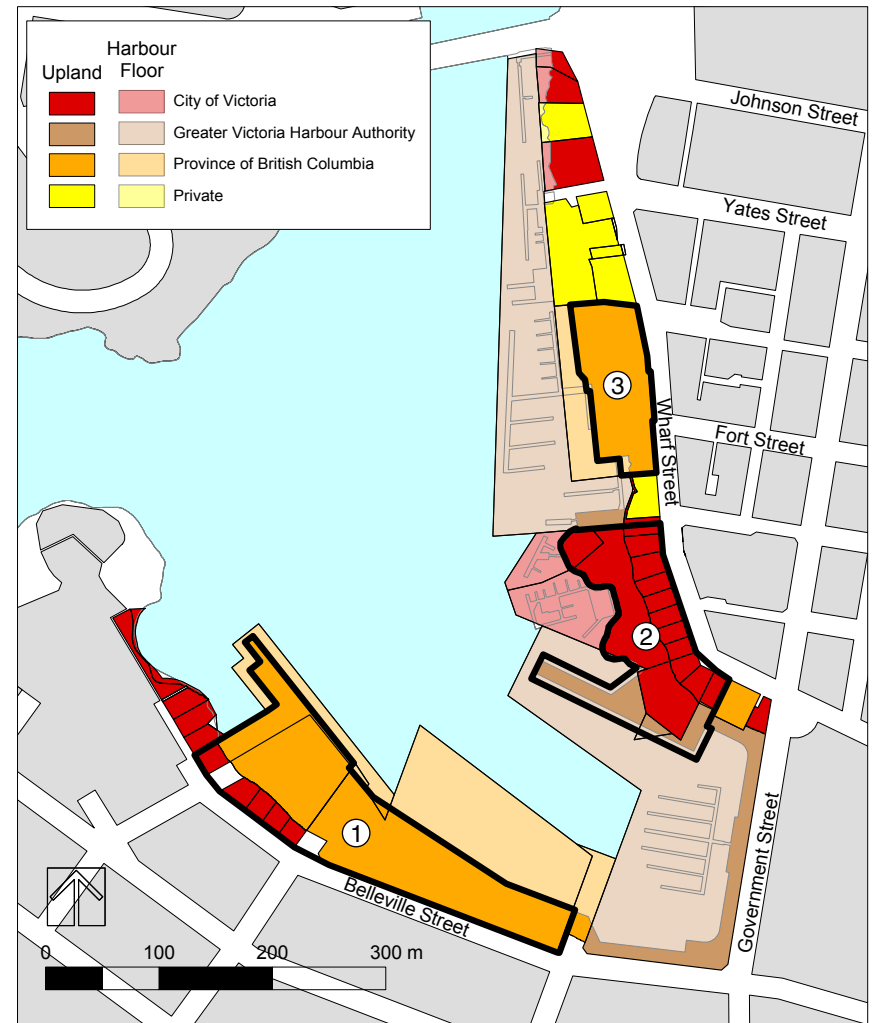 Upland
Harbour
Floor
City of Victoria
Greater Victoria Harbour Authority
Province of British Columbia
Private
Johnson Street
Yates Street
Wharf Street
Fort Street
Government Street
Belleville Street
3
2
1
0 100 200 300 m